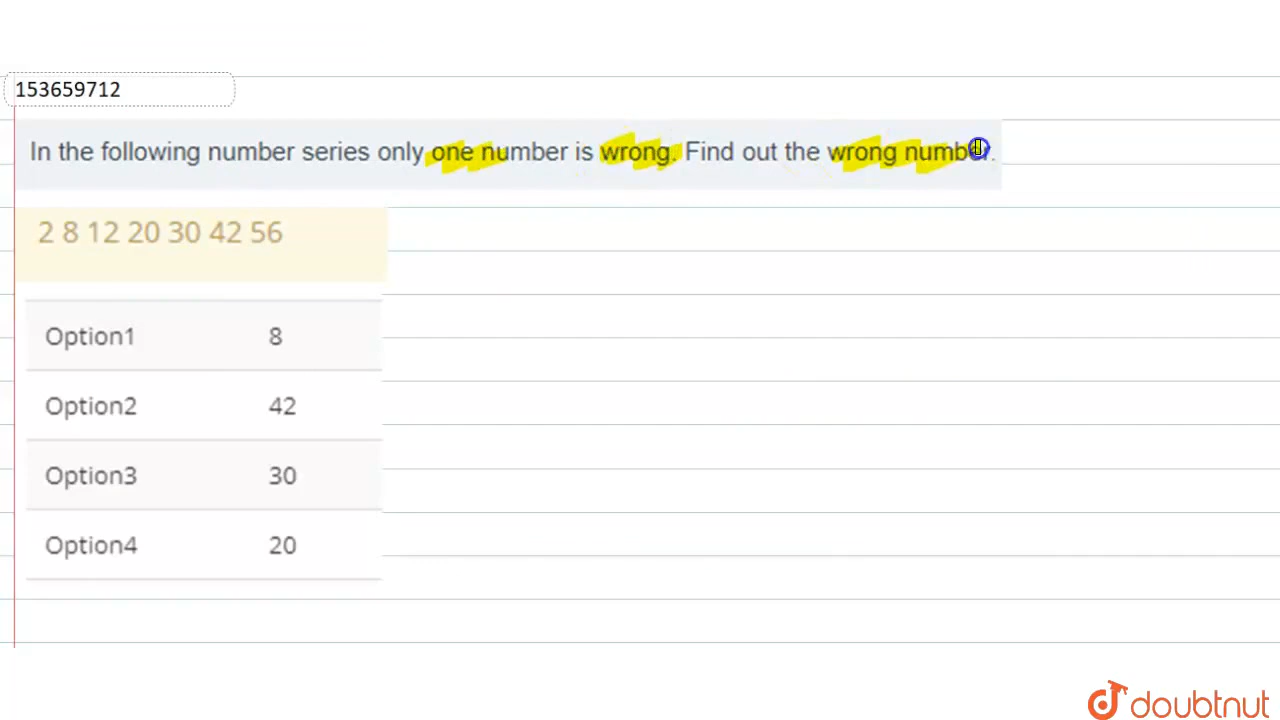 153659712
In the following number series only one number is wrong. Find out the wrong number.
2 8 12 20 30 42 56
Option1 8
Option2 42
Option3 30
Option4 20
doubtnut